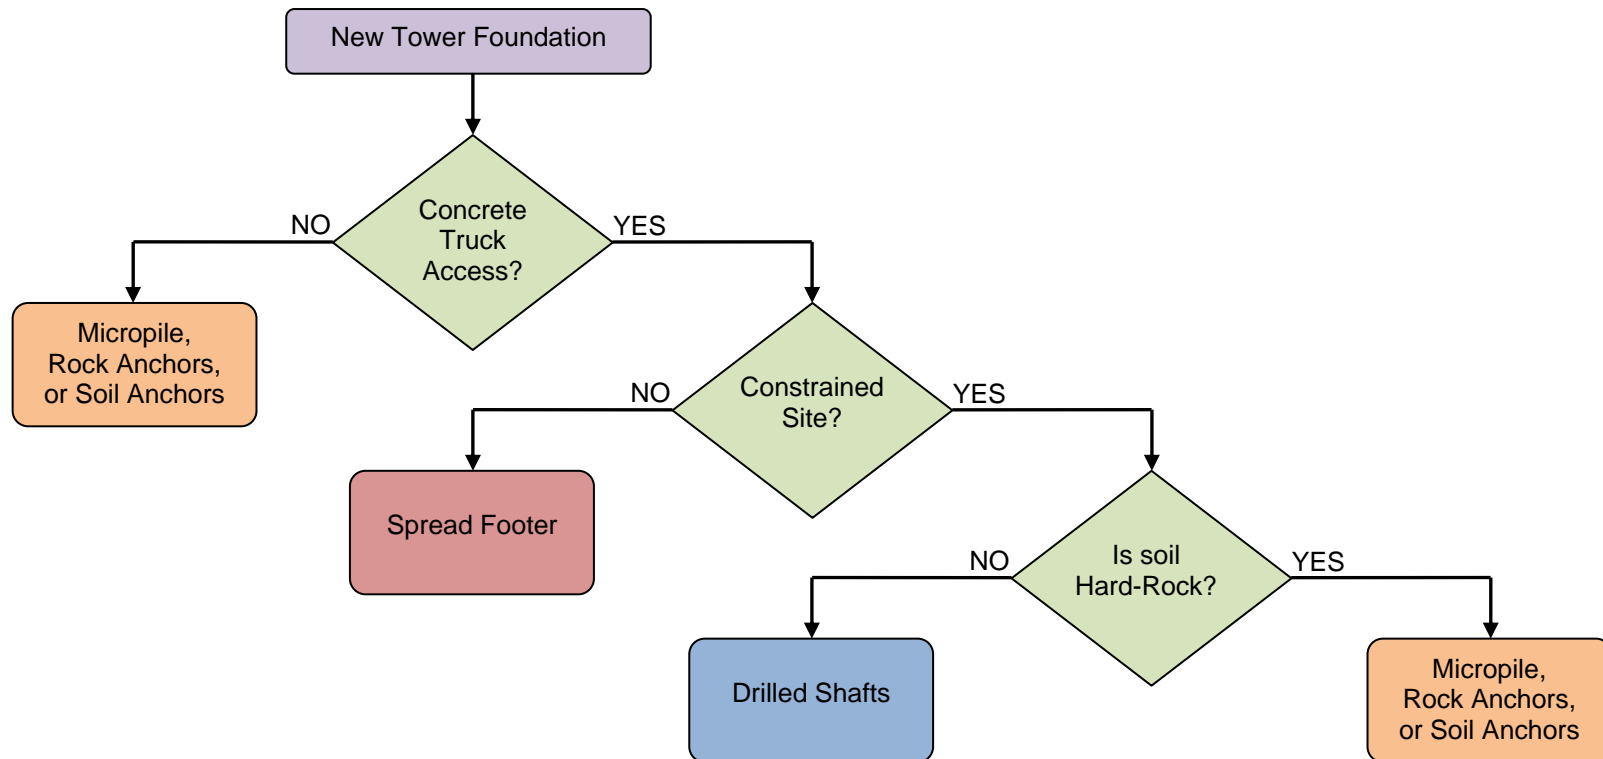 New Tower Foundation
Concrete
Truck
Access?
NO
YES
Micropile,
Rock Anchors,
or Soil Anchors
Constrained
Site?
NO
YES
Spread Footer
Is soil
Hard-Rock?
NO
YES
Drilled Shafts
Micropile,
Rock Anchors,
or Soil Anchors